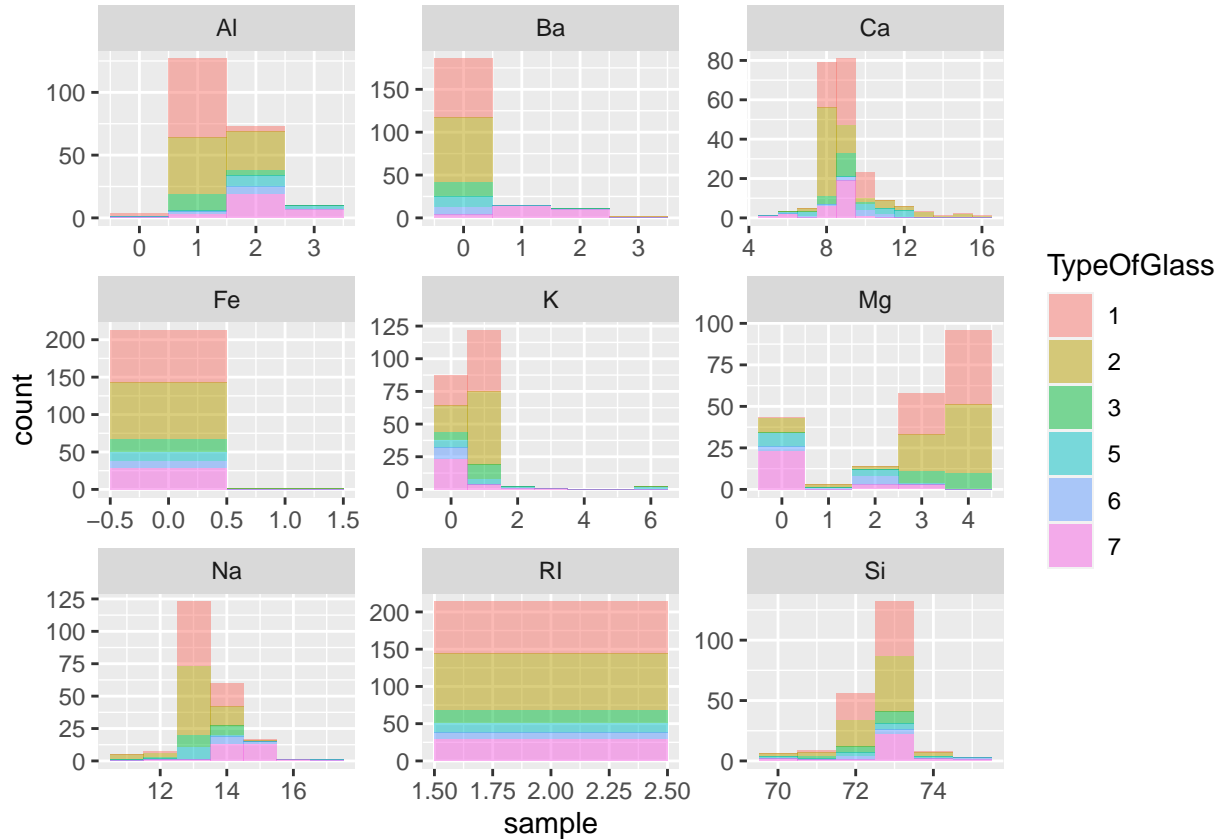 Al Ba Ca
100 50 0
0 1 2 3
150 100 50 0
0 1 2 3
80 60 40 20 0
4 8 12 16
Fe K Mg
200 150 100 50 0
−0.5 0.0 0.5 1.0 1.5
125 100 75 50 25 0
0 2 4 6
100 75 50 25 0
0 1 2 3 4
Na RI Si
125 100 75 50 25 0
12 14 16
200 150 100 50 0
1.50 1.75 2.00 2.25 2.50
100 50 0
70 72 74
count
sample
TypeOfGlass
1
2
3
5
6
7